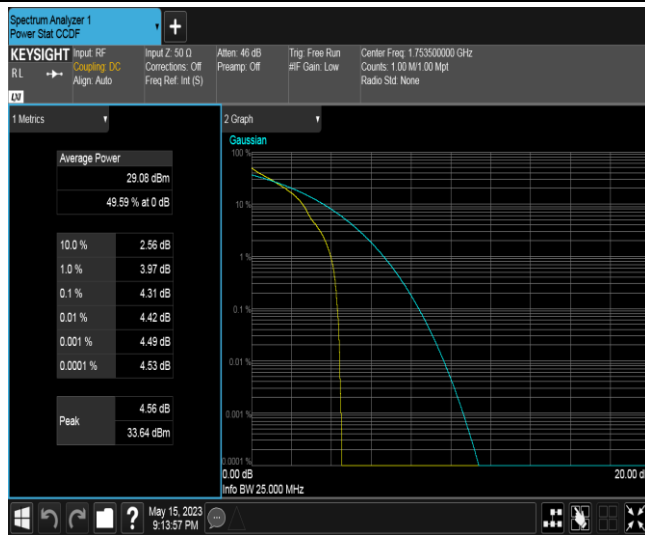 Spectrum Analyzer 1
Power Stat CCDF
+
KEYSIGHT
RL
LXI
Input: RF
Coupling: DC
Align: Auto
Input Z: 50 Ω
Corrections: Off
Freq Ref: Int (S)
Atten: 46 dB
Preamp: Off
Trig: Free Run
#IF Gain: Low
Center Freq: 1.753500000 GHz
Counts: 1.00 M/1.00 Mpt
Radio Std: None
1 Metrics
Average Power
29.08 dBm
49.59 % at 0 dB
10.0 % 2.56 dB
1.0 % 3.97 dB
0.1 % 4.31 dB
0.01 % 4.42 dB
0.001 % 4.49 dB
0.0001 % 4.53 dB
Peak
4.56 dB
33.64 dBm
2 Graph
Gaussian
100 %
10 %
1 %
0.1 %
0.01 %
0.001 %
0.0001 %
0.00 dB
20.00 d
Info BW 25.000 MHz
?
May 15, 2023
9:13:57 PM